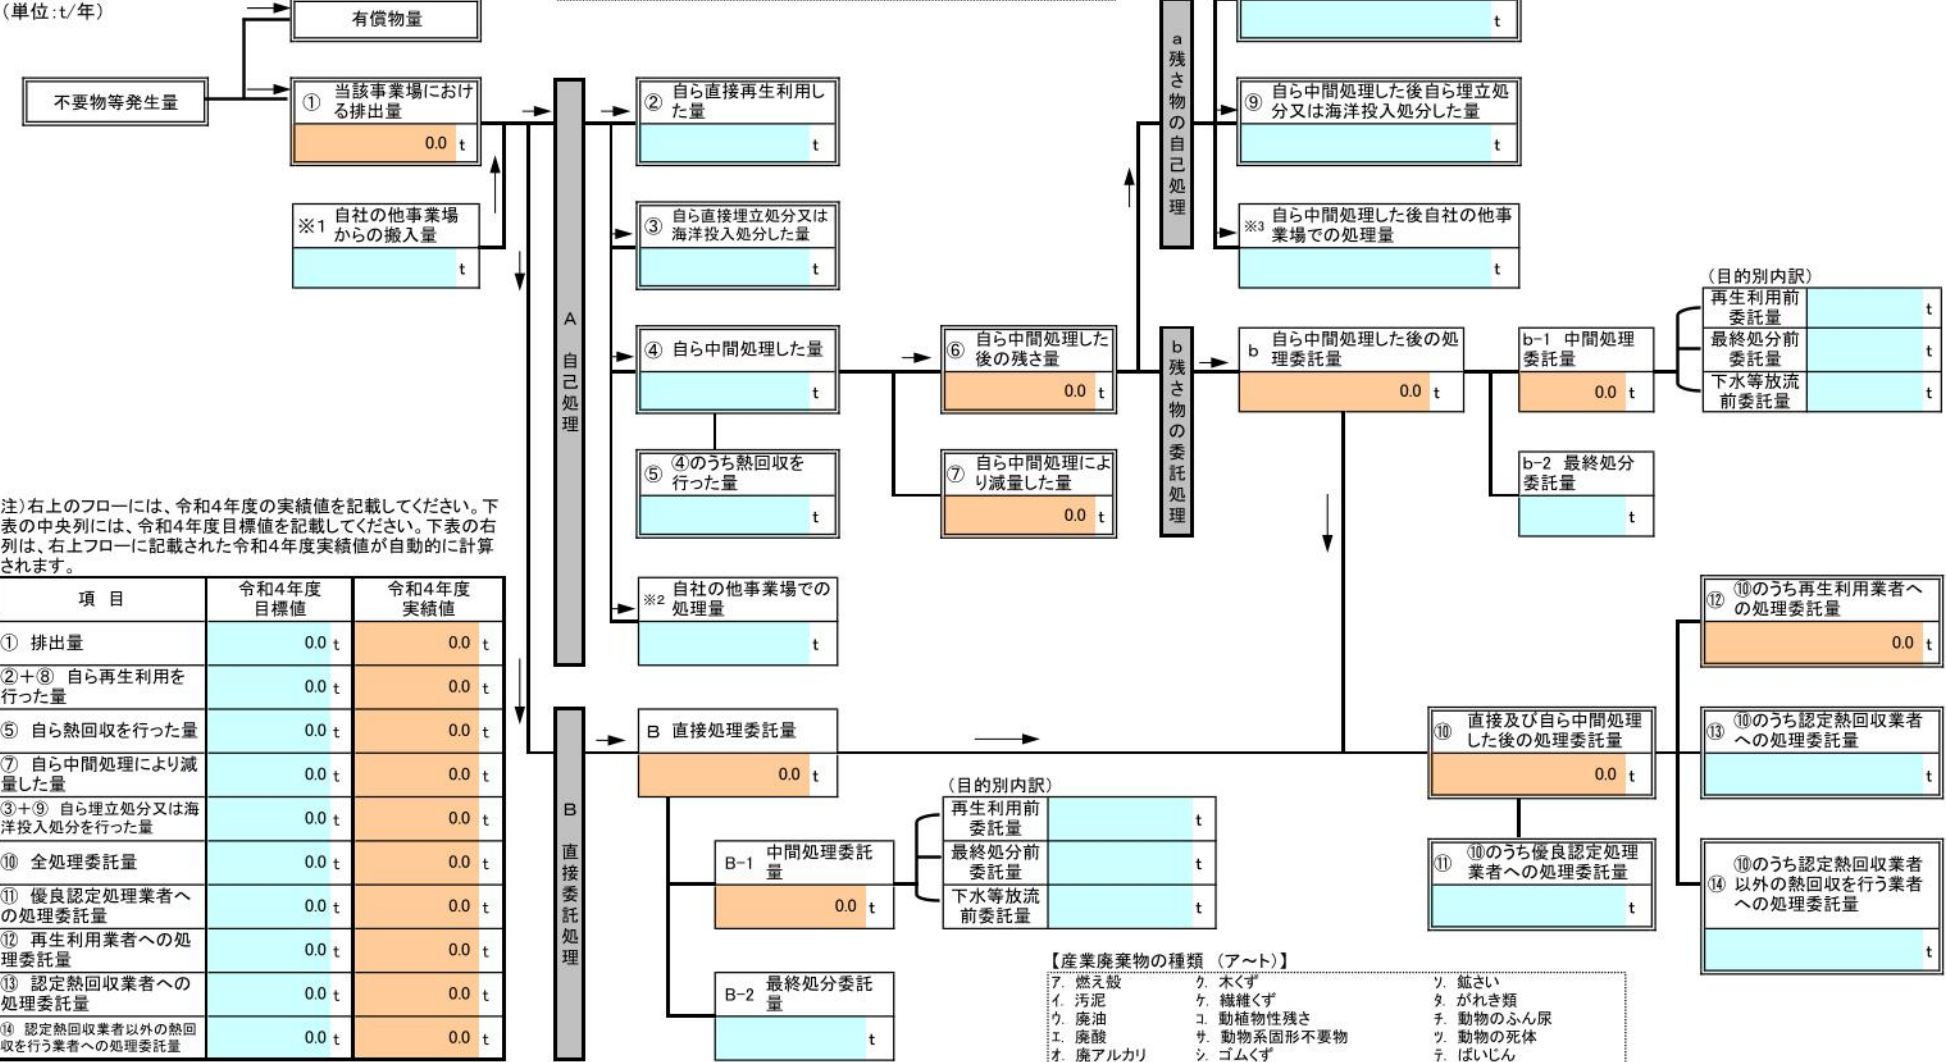 (単位:t/年)
有償物量
t
不要物等発生量
① 当該事業場におけ
る排出量
0.0 t
※1 自社の他事業場
からの搬入量
t
A 自己処理
② 自ら直接再生利用し
た量
t
③ 自ら直接埋立処分又は
海洋投入処分した量
t
④ 自ら中間処理した量
t
⑤ ④のうち熱回収を
行った量
t
※2 自社の他事業場での
処理量
t
⑥ 自ら中間処理した
後の残さ量
0.0 t
⑦ 自ら中間処理によ
り減量した量
0.0 t
a 残さ物の自己処理
⑨ 自ら中間処理した後自ら埋立処
分又は海洋投入処分した量
t
※3 自ら中間処理した後自社の他事
業場での処理量
t
b 残さ物の委託処理
b 自ら中間処理した後の処
理委託量
0.0 t
b-1 中間処理
委託量
0.0 t
b-2 最終処分
委託量
t
(目的別内訳)
再生利用前
委託量
t
最終処分前
委託量
t
下水等放流
前委託量
t
注)右上のフローには、令和4年度の実績値を記載してください。下
表の中央列には、令和4年度目標値を記載してください。下表の右
列は、右上フローに記載された令和4年度実績値が自動的に計算
されます。
項 目
令和4年度
目標値
令和4年度
実績値
① 排出量 0.0 t 0.0 t
②+⑧ 自ら再生利用を
行った量 0.0 t 0.0 t
⑤ 自ら熱回収を行った量 0.0 t 0.0 t
⑦ 自ら中間処理により減
量した量 0.0 t 0.0 t
③+⑨ 自ら埋立処分又は海
洋投入処分を行った量 0.0 t 0.0 t
⑩ 全処理委託量 0.0 t 0.0 t
⑪ 優良認定処理業者へ
の処理委託量 0.0 t 0.0 t
⑫ 再生利用業者への処
理委託量 0.0 t 0.0 t
⑬ 認定熱回収業者への
処理委託量 0.0 t 0.0 t
⑭ 認定熱回収業者以外の熱回
収を行う業者への処理委託量 0.0 t 0.0 t
B 直接委託処理
B 直接処理委託量
0.0 t
B-1 中間処理委託
量
0.0 t
B-2 最終処分委託
量
t
(目的別内訳)
再生利用前
委託量
t
最終処分前
委託量
t
下水等放流
前委託量
t
⑩ 直接及び自ら中間処理
した後の処理委託量
0.0 t
⑪ ⑩のうち優良認定処理
業者への処理委託量
t
⑫ ⑩のうち再生利用業者へ
の処理委託量
0.0 t
⑬ ⑩のうち認定熱回収業者
への処理委託量
t
⑭ ⑩のうち認定熱回収業者
以外の熱回収を行う業者
への処理委託量
t
【産業廃棄物の種類 (ア~ト)】
ア. 燃え殻 ク. 木くず ソ. 鉱さい
イ. 汚泥 ケ. 繊維くず タ. がれき類
ウ. 廃油 コ. 動植物性残さ チ. 動物のふん尿
エ. 廃酸 サ. 動物系固形不要物 ツ. 動物の死体
オ. 廃アルカリ シ. ゴムくず テ. ばいじん